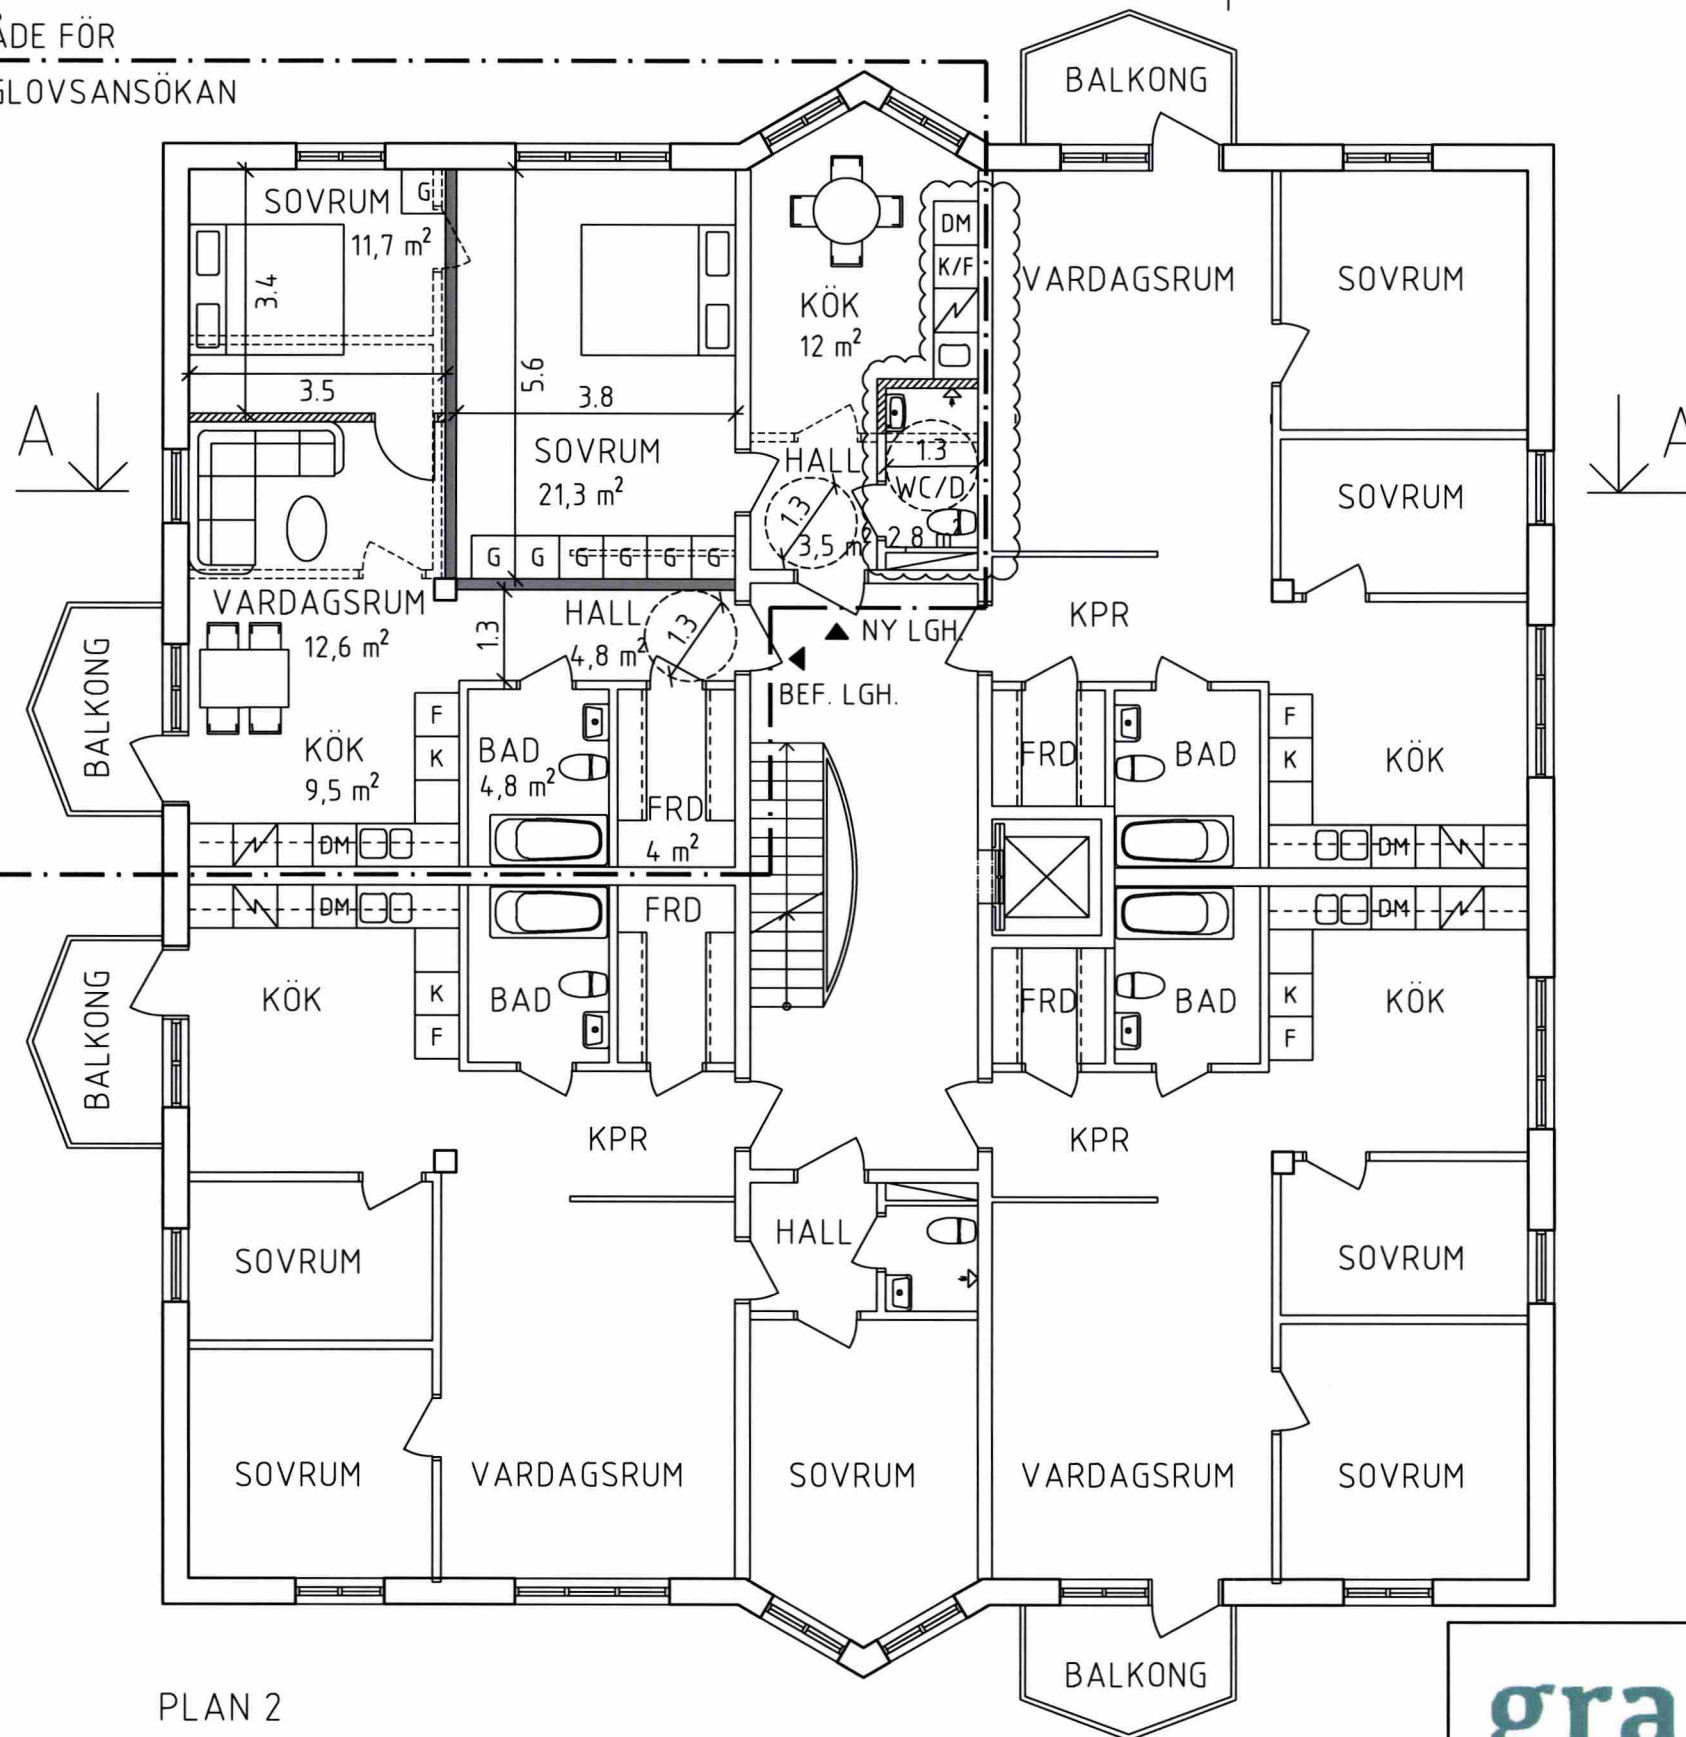 ÅDE FÖR
GLOVSANSÖKAN
BALKONG
SOVRUM
G
11,7 m²
3.4
3.5
5.6
3.8
SOVRUM
21,3 m²
G G G G G G
KÖK
12 m²
DM
K/F
HALL
1.3
3,5 m²
1.3
WC/D
2,8 m²
VARDAGSRUM
SOVRUM
SOVRUM
A
A
VARDAGSRUM
12,6 m²
1.3
HALL
4,8 m²
1.3
NY LGH.
BEF. LGH.
KPR
BALKONG
KÖK
9,5 m²
F
K
DM
BAD
4,8 m²
FRD
4 m²
FRD
BAD
F
K
KÖK
DM
DM
BALKONG
KÖK
K
F
BAD
FRD
FRD
BAD
K
F
KÖK
DM
KPR
KPR
SOVRUM
HALL
SOVRUM
SOVRUM
VARDAGSRUM
SOVRUM
VARDAGSRUM
SOVRUM
BALKONG
PLAN 2
gra